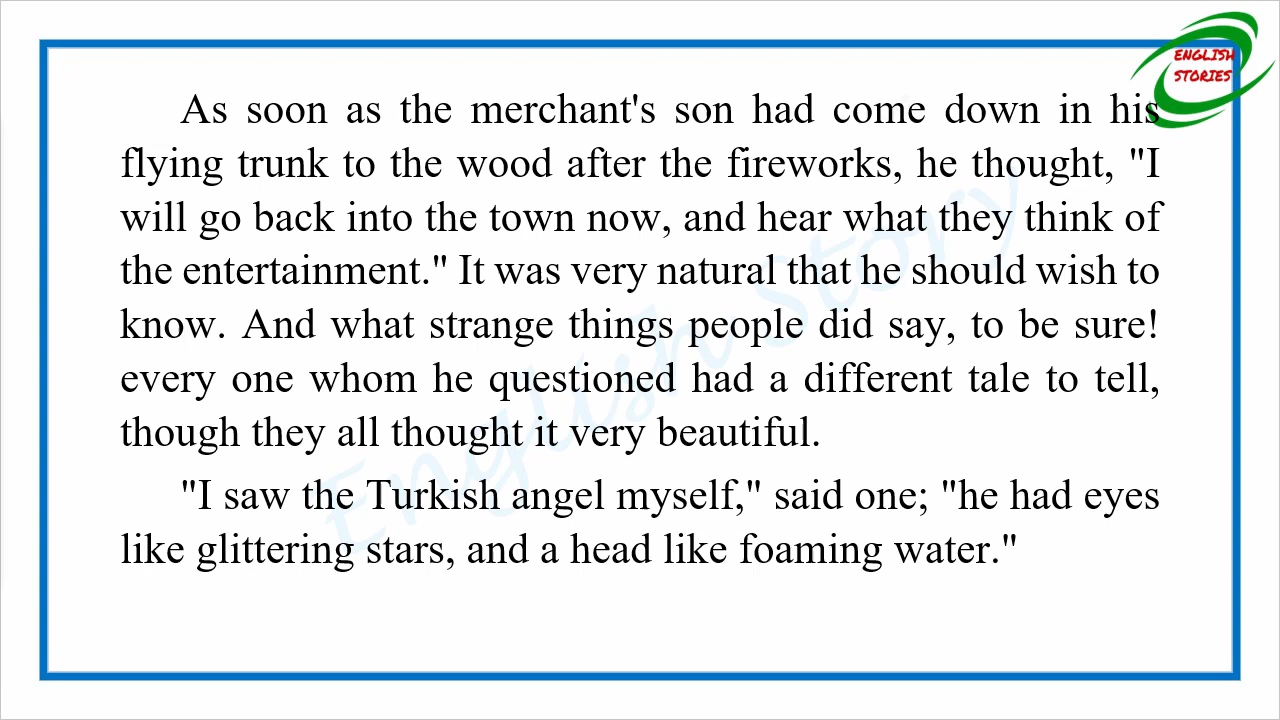 ENGLISH
STORIES
As soon as the merchant's son had come down in his
flying trunk to the wood after the fireworks, he thought, "I
will go back into the town now, and hear what they think of
the entertainment." It was very natural that he should wish to
know. And what strange things people did say, to be sure!
every one whom he questioned had a different tale to tell,
though they all thought it very beautiful.
"I saw the Turkish angel myself," said one; "he had eyes
like glittering stars, and a head like foaming water."
English Story